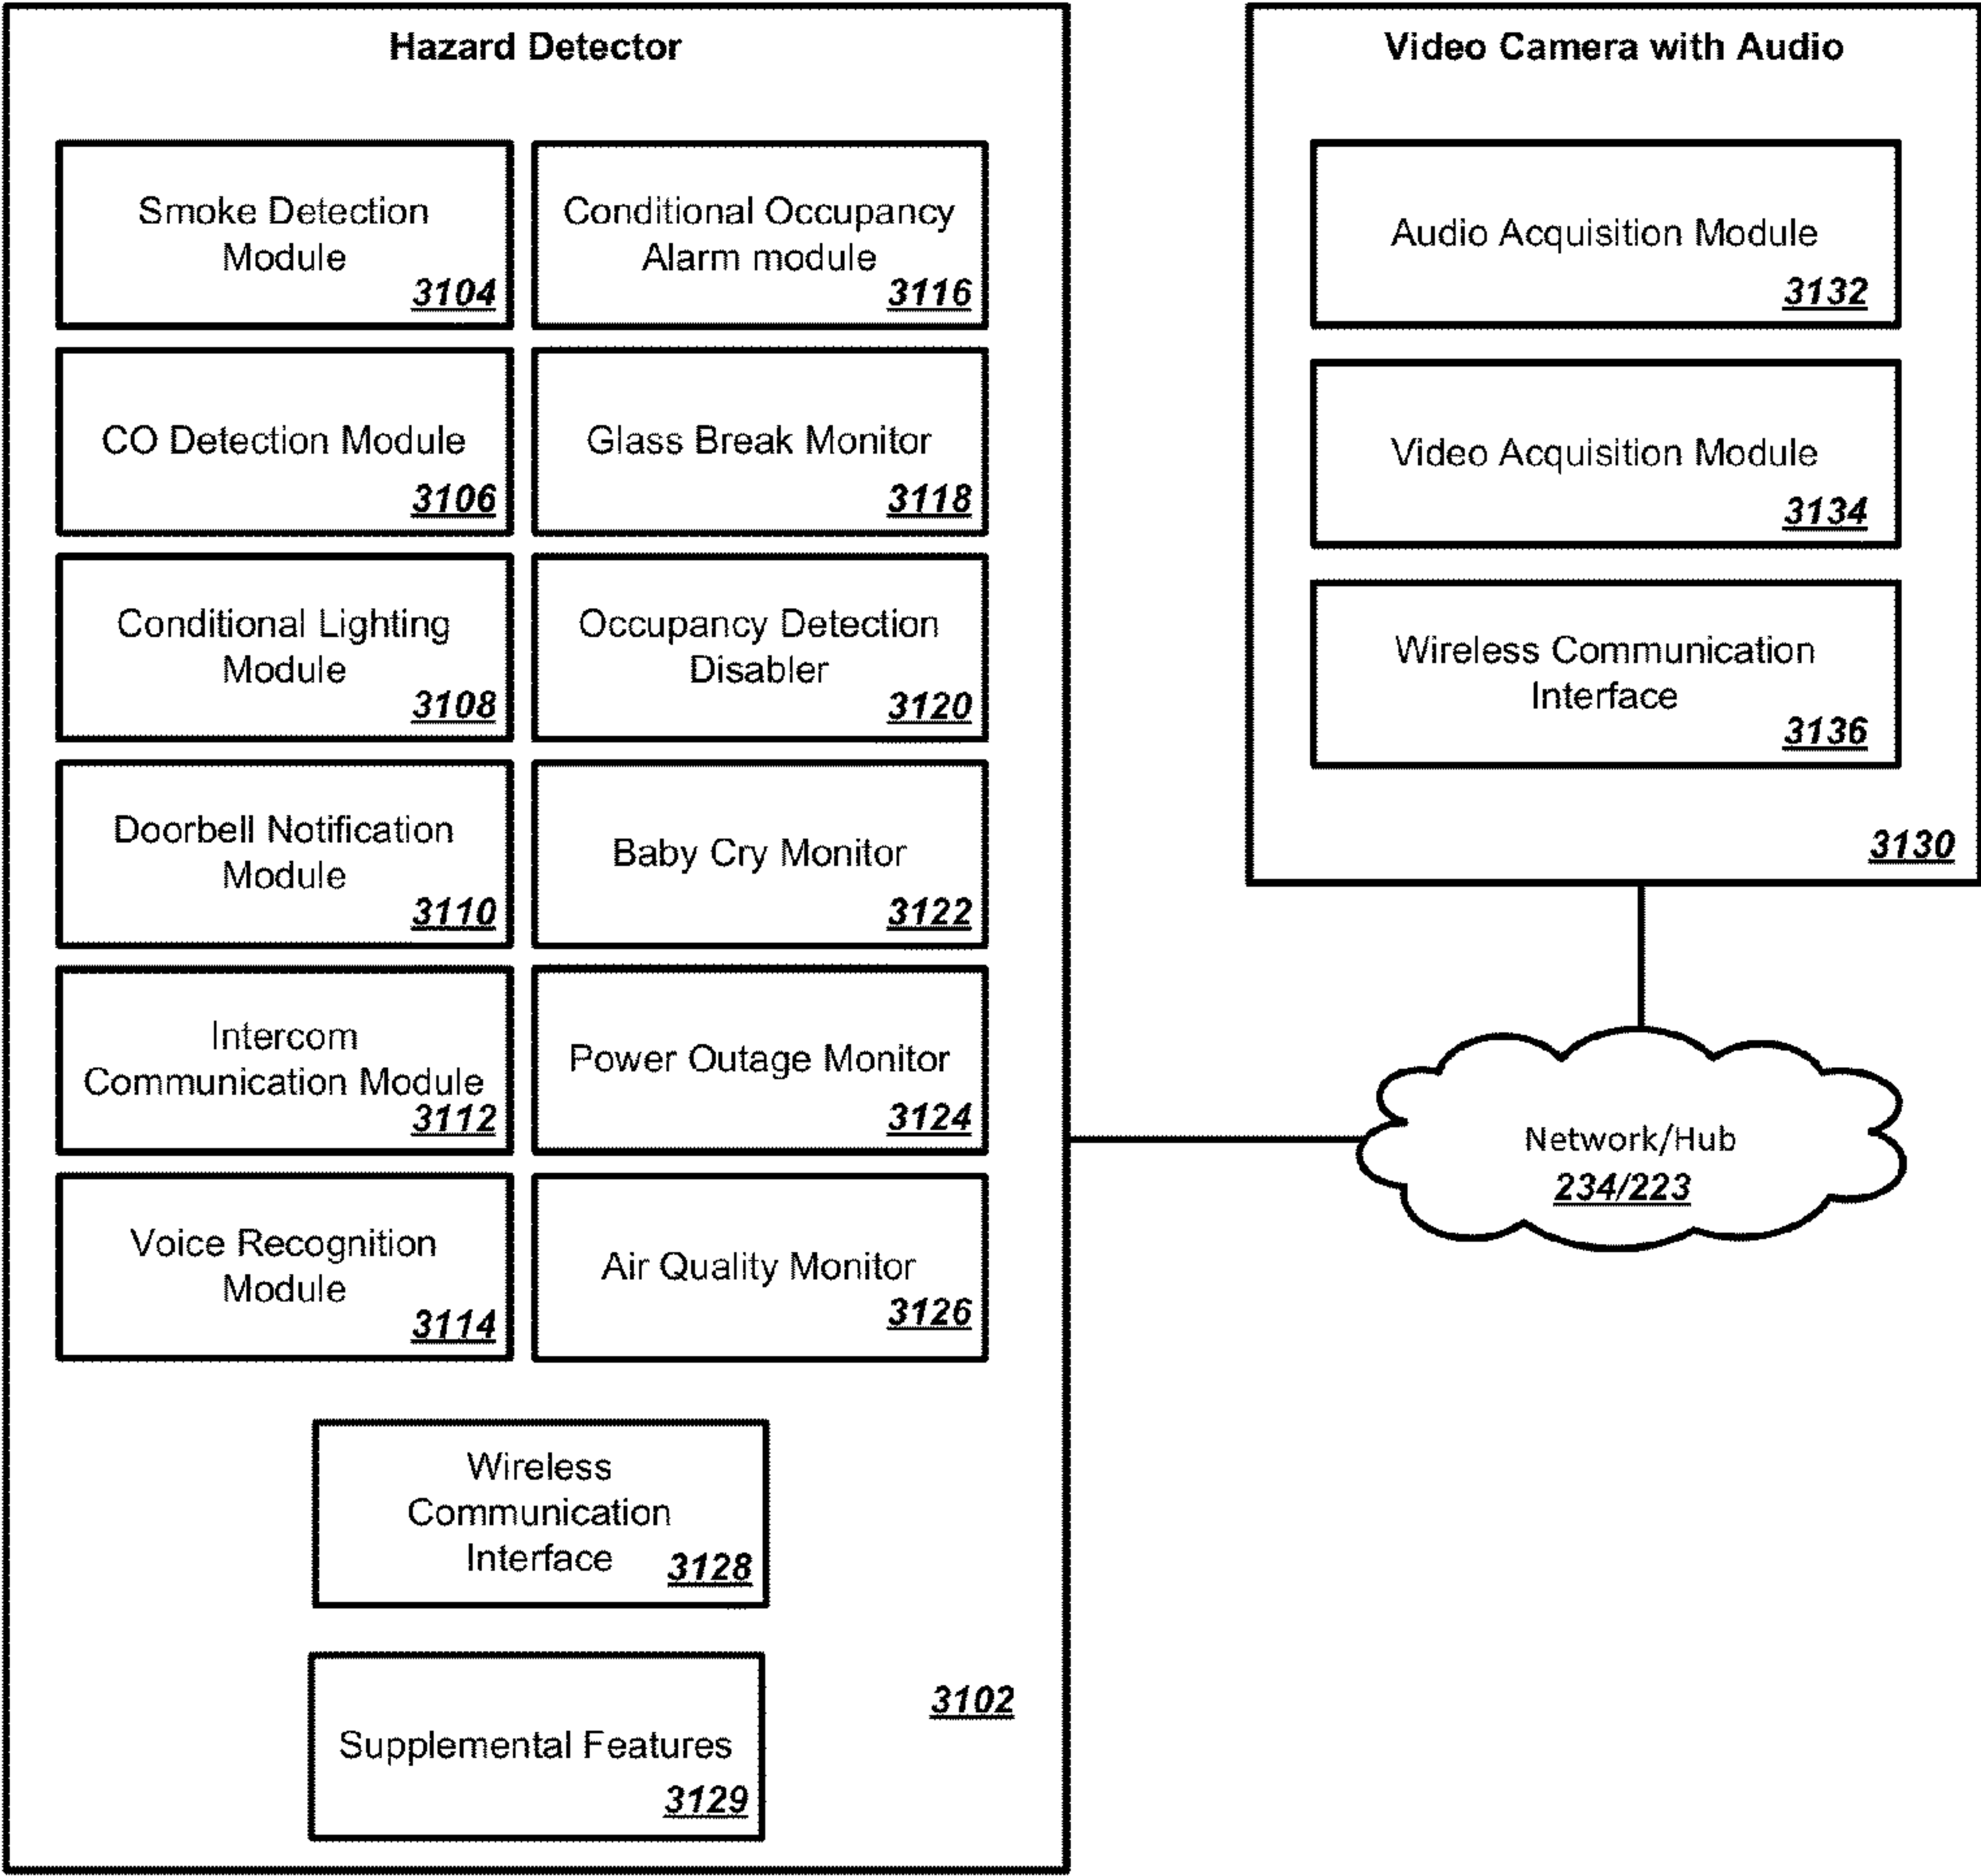 Hazard Detector
Smoke Detection
Module
3104
Conditional Occupancy
Alarm module
3116
CO Detection Module
3106
Glass Break Monitor
3118
Conditional Lighting
Module
3108
Occupancy Detection
Disabler
3120
Doorbell Notification
Module
3110
Baby Cry Monitor
3122
Intercom
Communication Module
3112
Power Outage Monitor
3124
Voice Recognition
Module
3114
Air Quality Monitor
3126
Wireless
Communication
Interface
3128
Supplemental Features
3129
3102
Video Camera with Audio
Audio Acquisition Module
3132
Video Acquisition Module
3134
Wireless Communication
Interface
3136
3130
Network/Hub
234/223